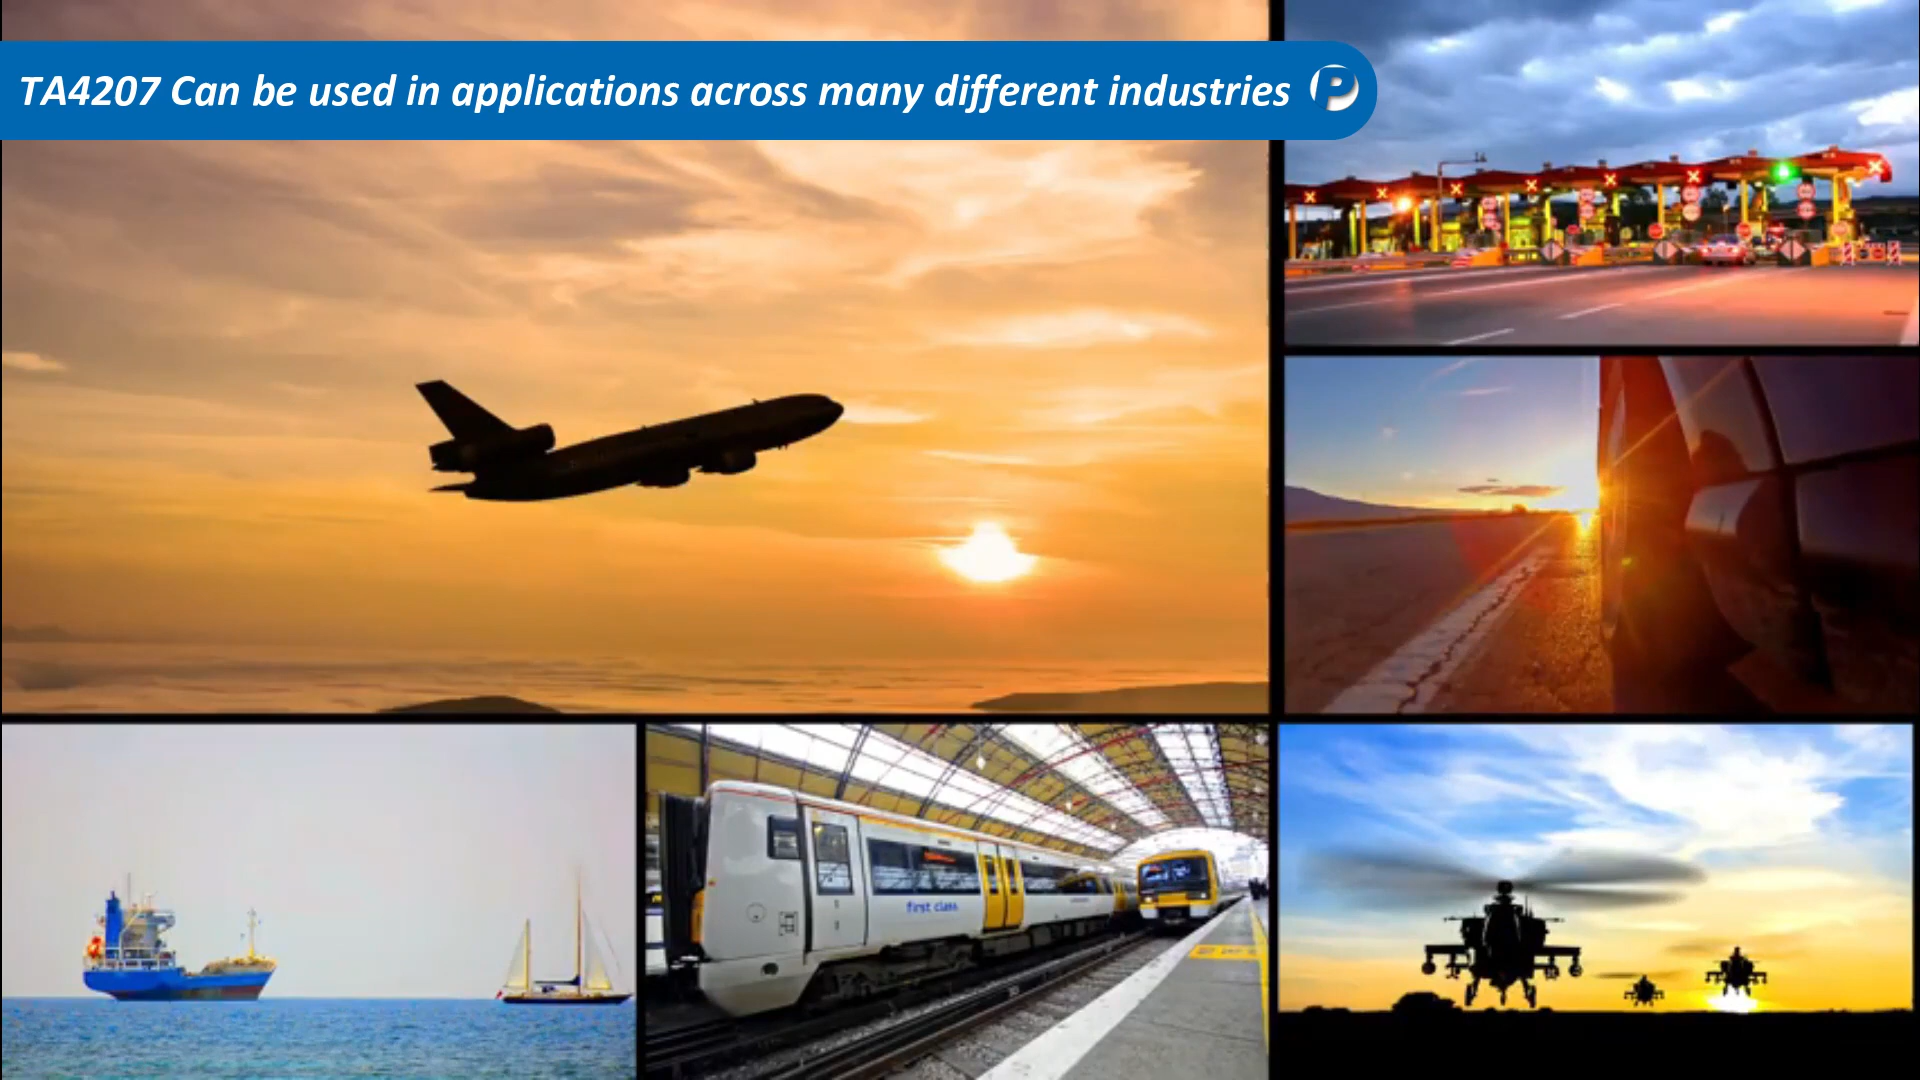 TA4207 Can be used in applications across many different industries P
first class